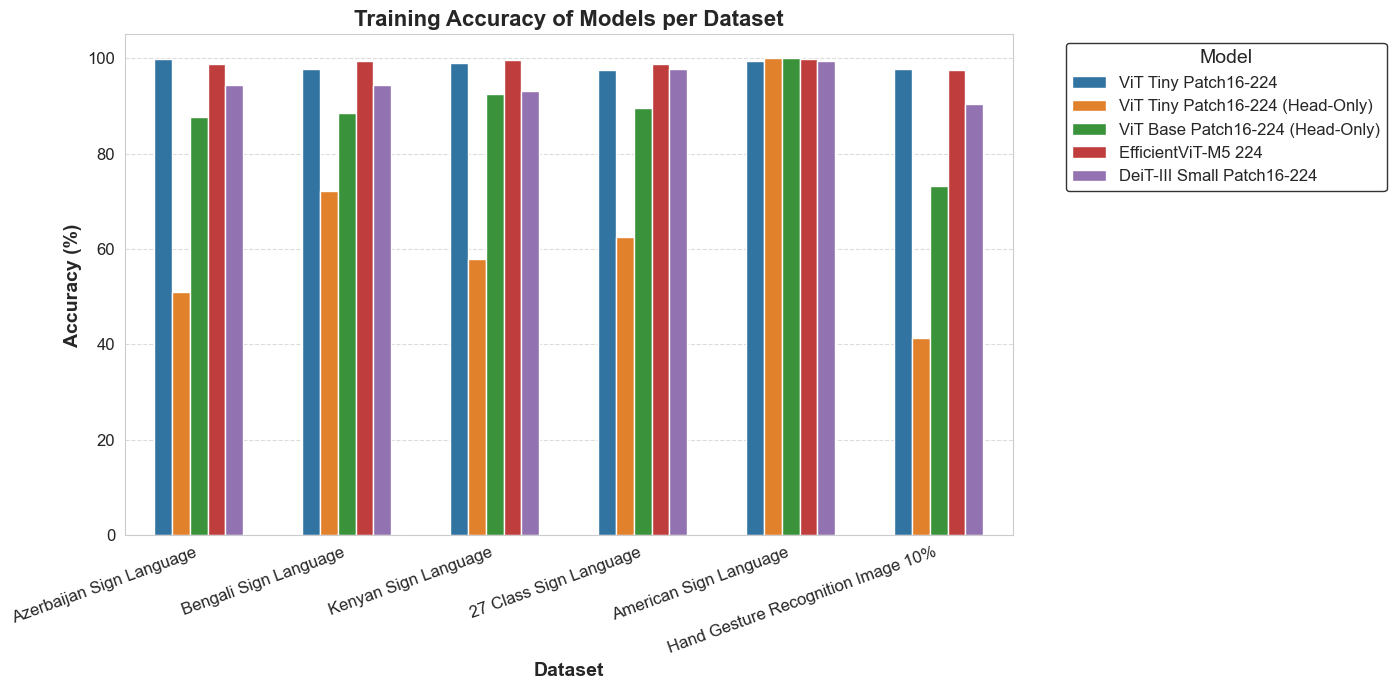 Training Accuracy of Models per Dataset
Accuracy (%)
100
80
60
40
20
0
Azerbaijan Sign Language
Bengali Sign Language
Kenyan Sign Language
27 Class Sign Language
American Sign Language
Hand Gesture Recognition Image 10%
Dataset
Model
ViT Tiny Patch16-224
ViT Tiny Patch16-224 (Head-Only)
ViT Base Patch16-224 (Head-Only)
EfficientViT-M5 224
DeiT-III Small Patch16-224